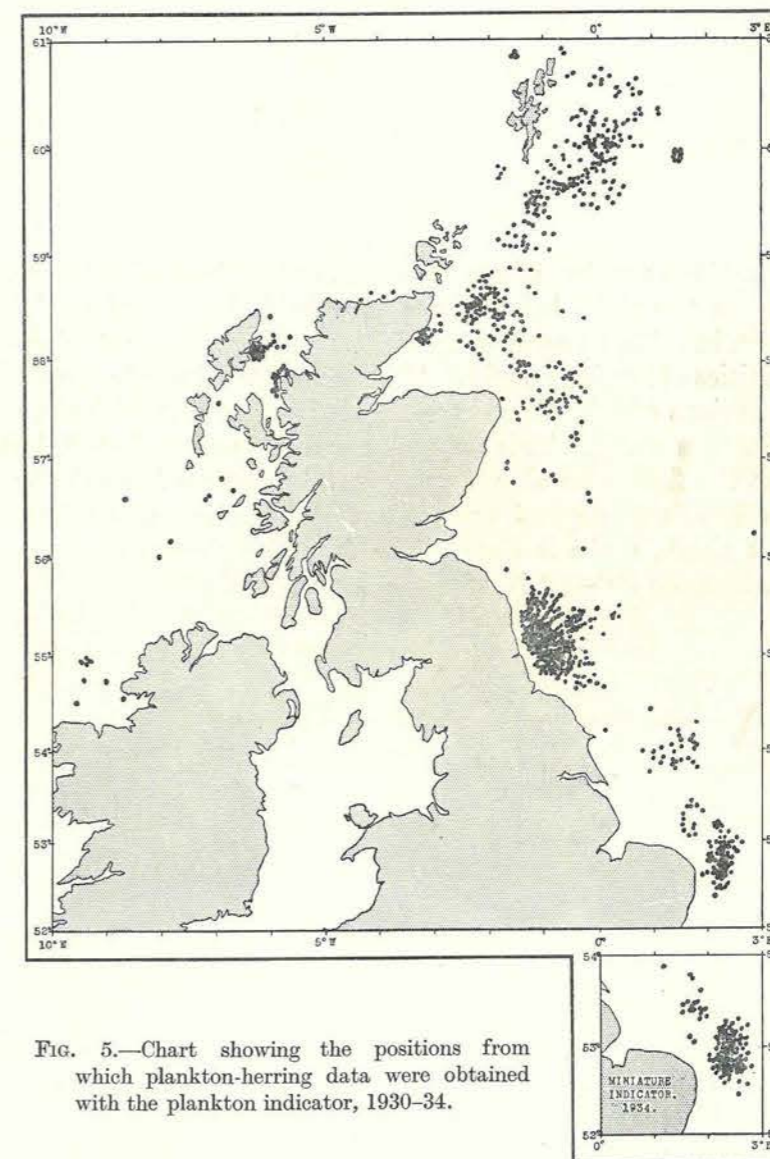 10°W 5°W 0° 3°E
61
60
59
58
57
56
55
54
53
52
10°W 5°W 0° 3°E
54
53
52
0° 3°E
MINIATURE
INDICATOR.
1934.
FIG. 5.—Chart showing the positions from
which plankton-herring data were obtained
with the plankton indicator, 1930–34.